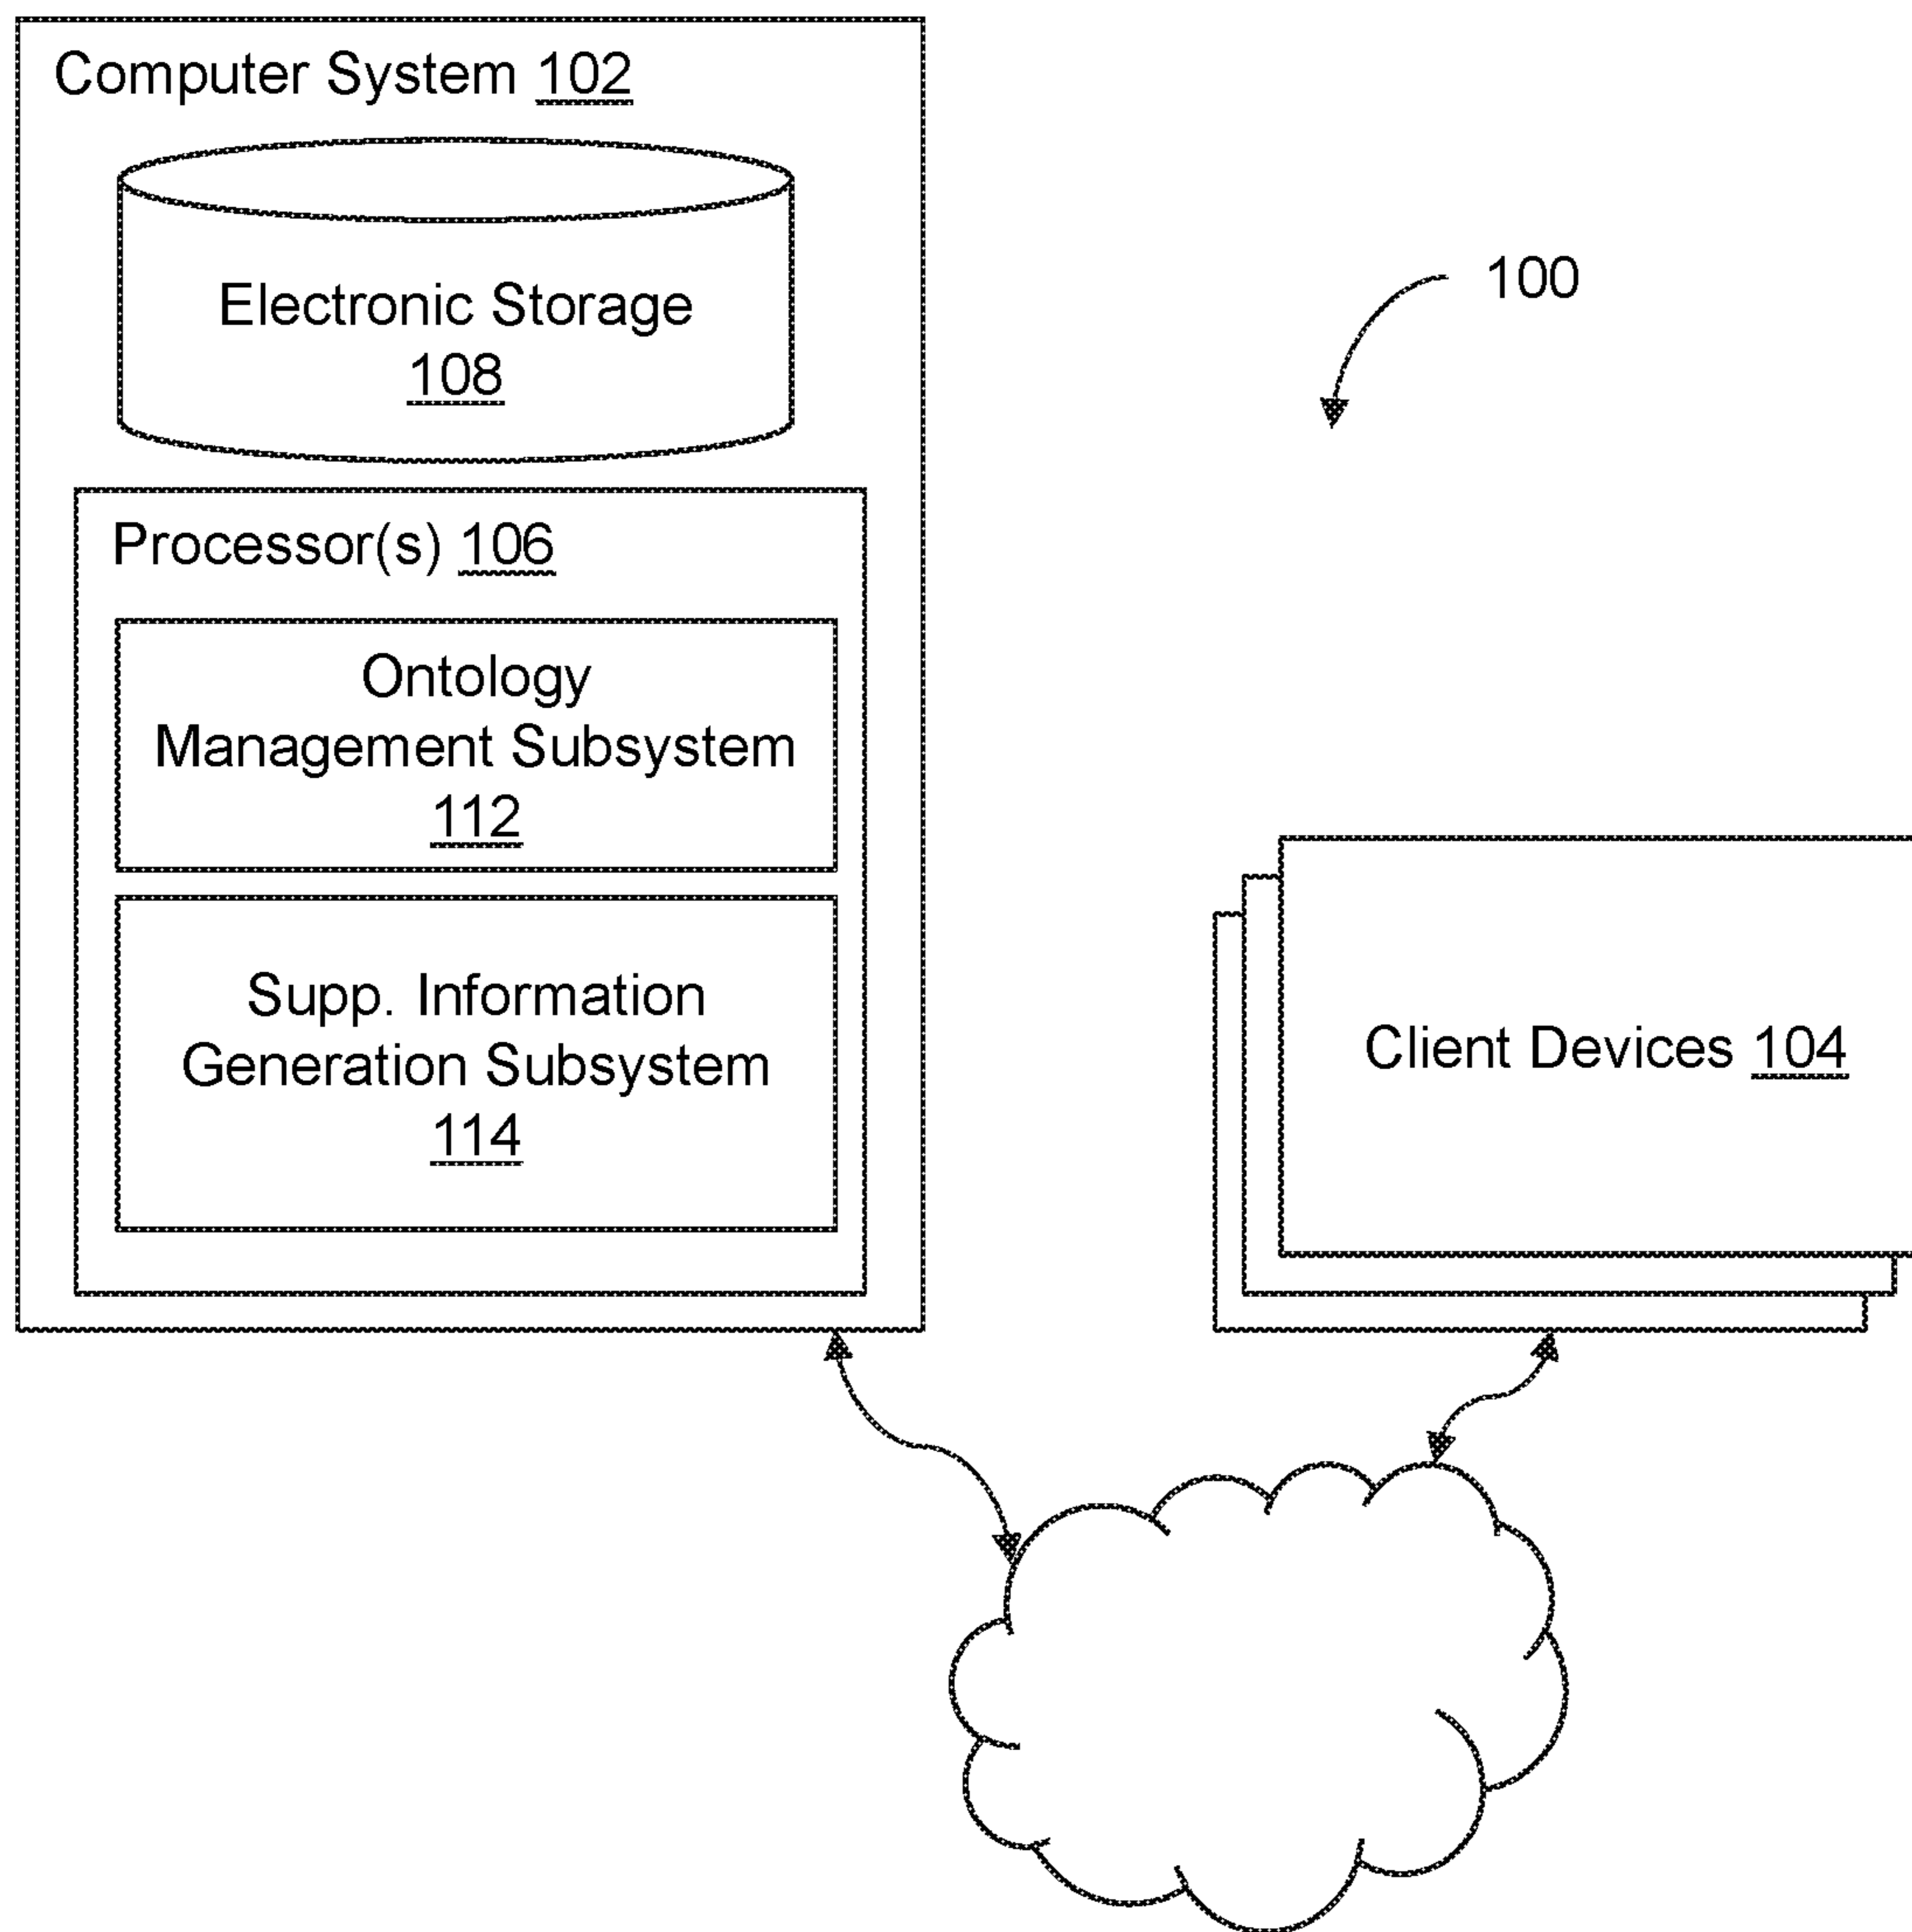 Computer System 102
Electronic Storage
108
100
Processor(s) 106
Ontology
Management Subsystem
112
Supp. Information
Generation Subsystem
114
Client Devices 104